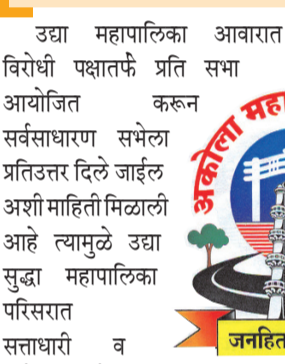 उद्या महापालिका आवारात
विरोधी पक्षातर्फे प्रति सभा
आयोजित करून
सर्वसाधारण सभेला
प्रतिउत्तर दिले जाईल
अशी माहिती मिळाली
आहे त्यामुळे उद्या
सुद्धा महापालिका
परिसरात
सत्ताधारी व
अकोला